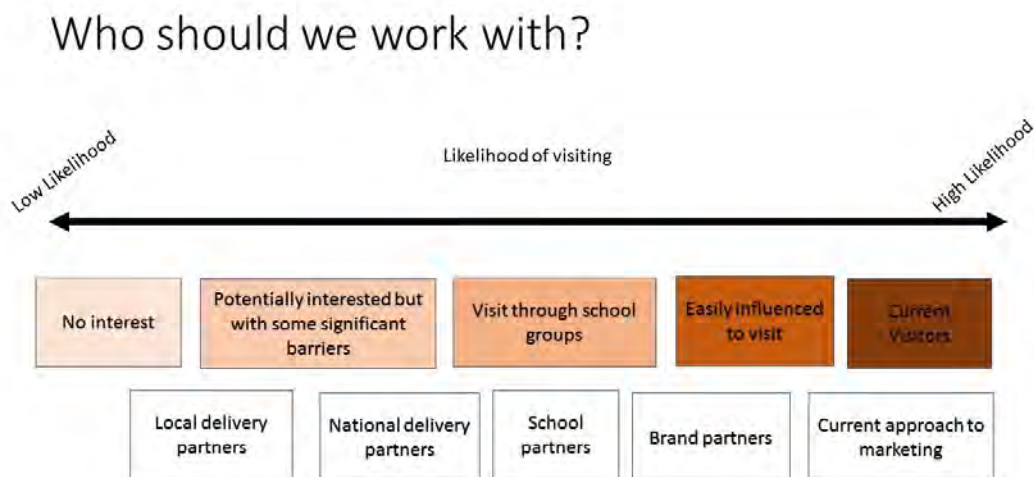 Who should we work with?
Low Likelihood
Likelihood of visiting
High Likelihood
No interest
Potentially interested but
with some significant
barriers
Visit through school
groups
Easily influenced
to visit
Current
Visitors
Local delivery
partners
National delivery
partners
School
partners
Brand partners
Current approach to
marketing